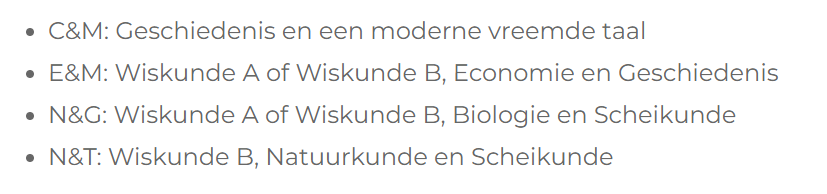 • C&M: Geschiedenis en een moderne vreemde taal
• E&M: Wiskunde A of Wiskunde B, Economie en Geschiedenis
• N&G: Wiskunde A of Wiskunde B, Biologie en Scheikunde
• N&T: Wiskunde B, Natuurkunde en Scheikunde